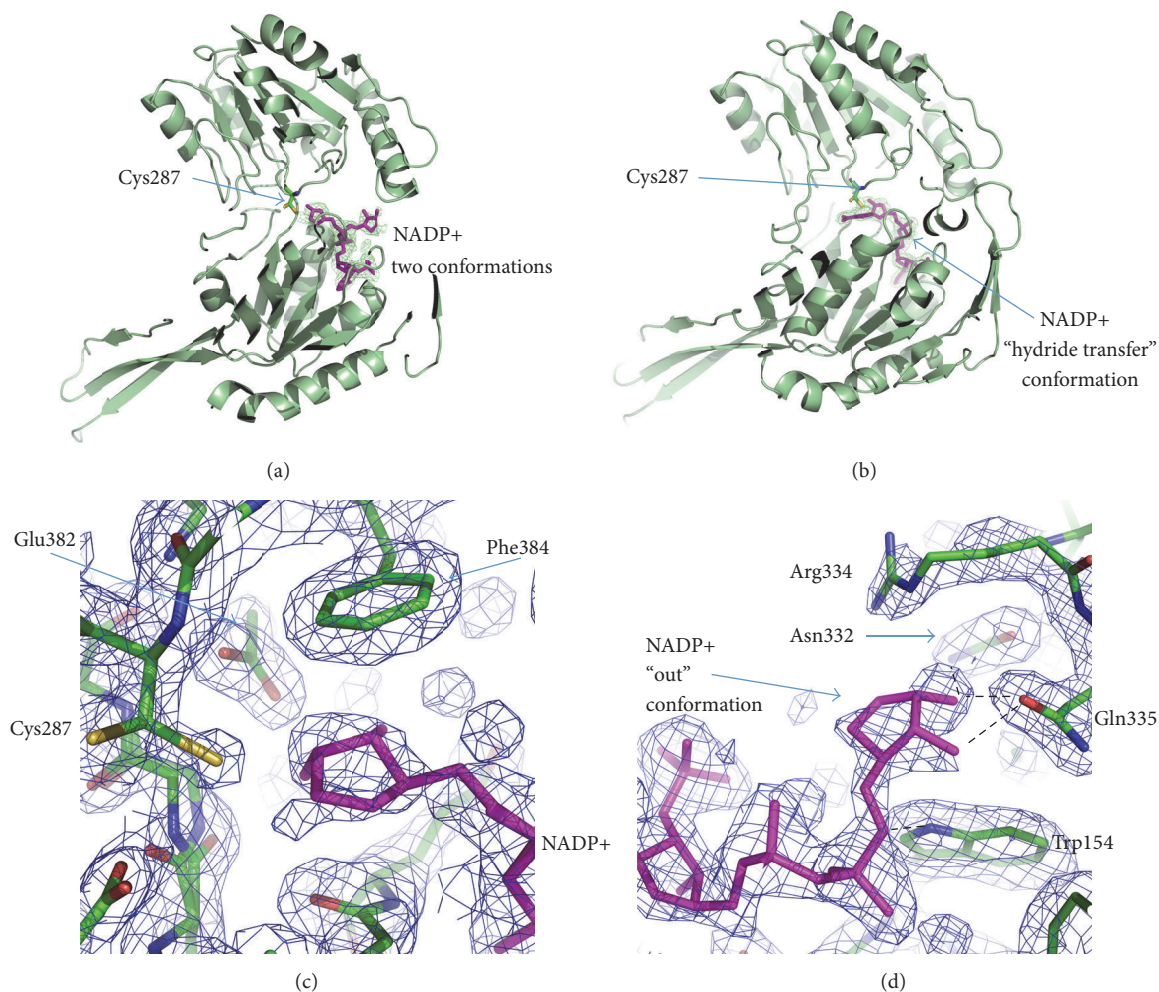 Cys287
NADP+
two conformations
(a)
Cys287
NADP+
“hydride transfer”
conformation
(b)
Glu382
Phe384
Cys287
NADP+
(c)
Arg334
Asn332
NADP+
“out”
conformation
Gln335
Trp154
(d)